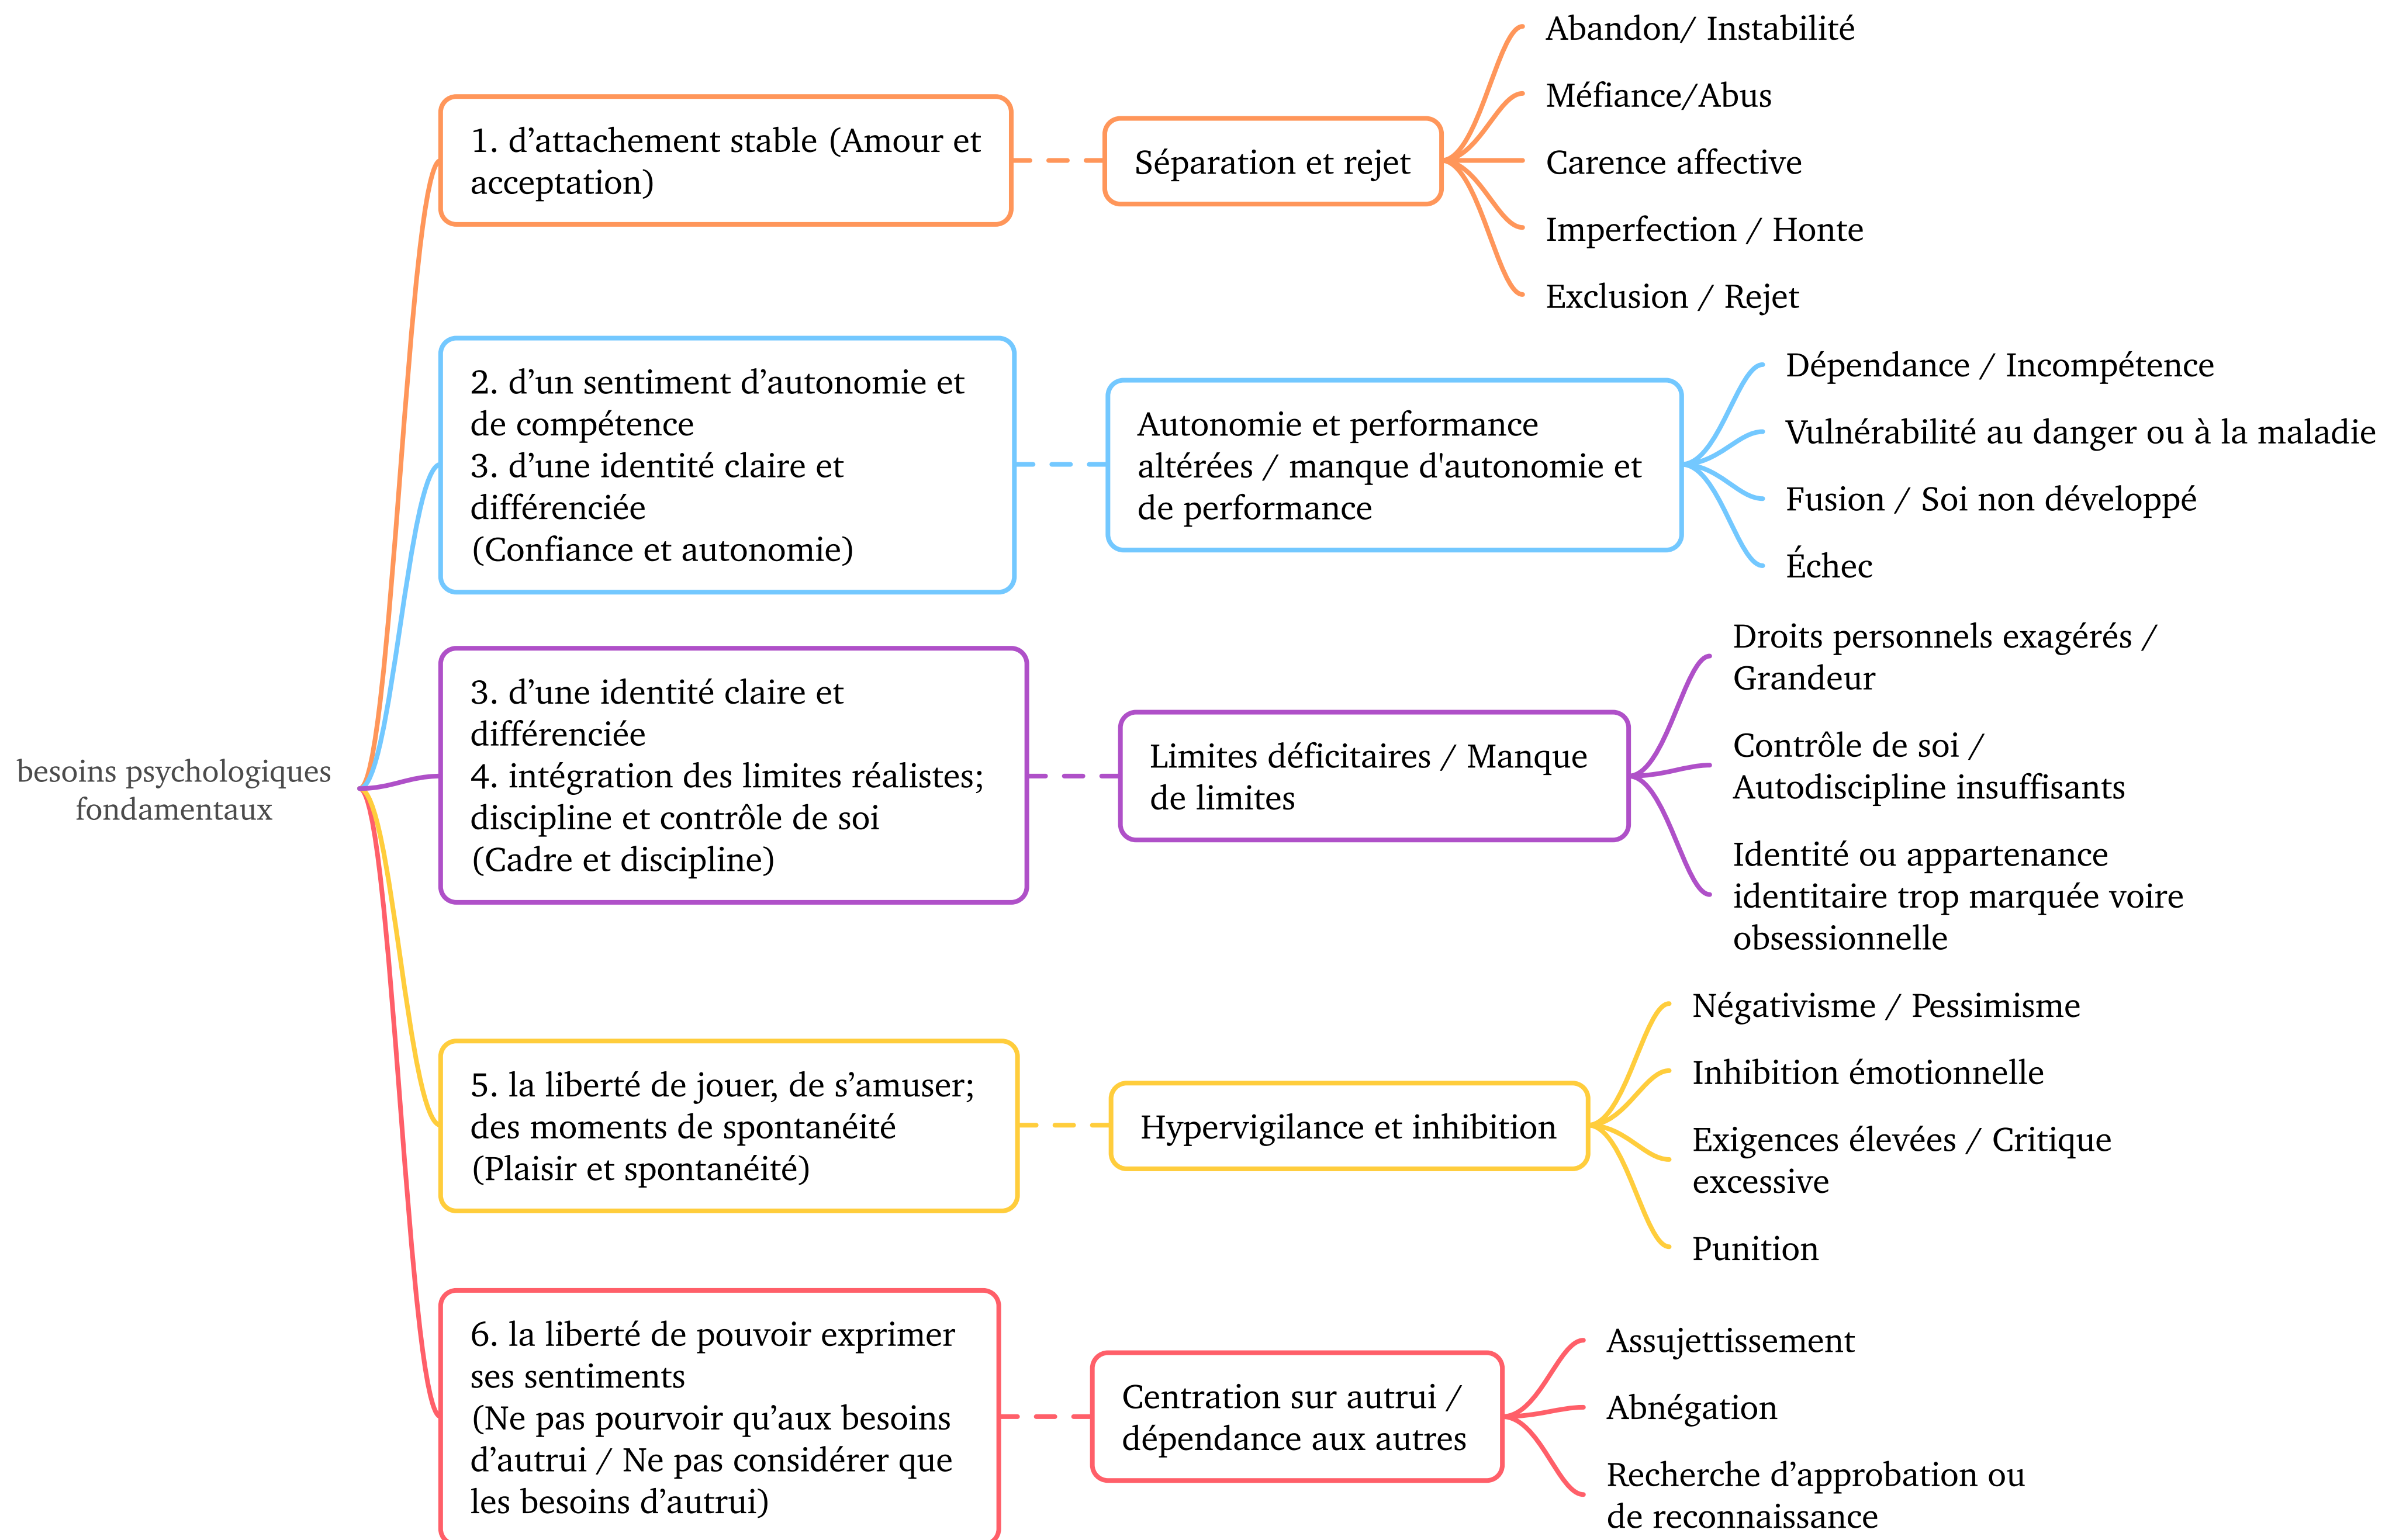 besoins psychologiques
fondamentaux
1. d’attachement stable (Amour et
acceptation)
Séparation et rejet
Abandon/ Instabilité
Méfiance/Abus
Carence affective
Imperfection / Honte
Exclusion / Rejet
2. d’un sentiment d’autonomie et
de compétence
3. d’une identité claire et
différenciée
(Confiance et autonomie)
Autonomie et performance
altérées / manque d'autonomie et
de performance
Dépendance / Incompétence
Vulnérabilité au danger ou à la maladie
Fusion / Soi non développé
Échec
3. d’une identité claire et
différenciée
4. intégration des limites réalistes;
discipline et contrôle de soi
(Cadre et discipline)
Limites déficitaires / Manque
de limites
Droits personnels exagérés /
Grandeur
Contrôle de soi /
Autodiscipline insuffisants
Identité ou appartenance
identitaire trop marquée voire
obsessionnelle
5. la liberté de jouer, de s’amuser;
des moments de spontanéité
(Plaisir et spontanéité)
Hypervigilance et inhibition
Négativisme / Pessimisme
Inhibition émotionnelle
Exigences élevées / Critique
excessive
Punition
6. la liberté de pouvoir exprimer
ses sentiments
(Ne pas pourvoir qu’aux besoins
d’autrui / Ne pas considérer que
les besoins d’autrui)
Centration sur autrui /
dépendance aux autres
Assujettissement
Abnégation
Recherche d’approbation ou
de reconnaissance